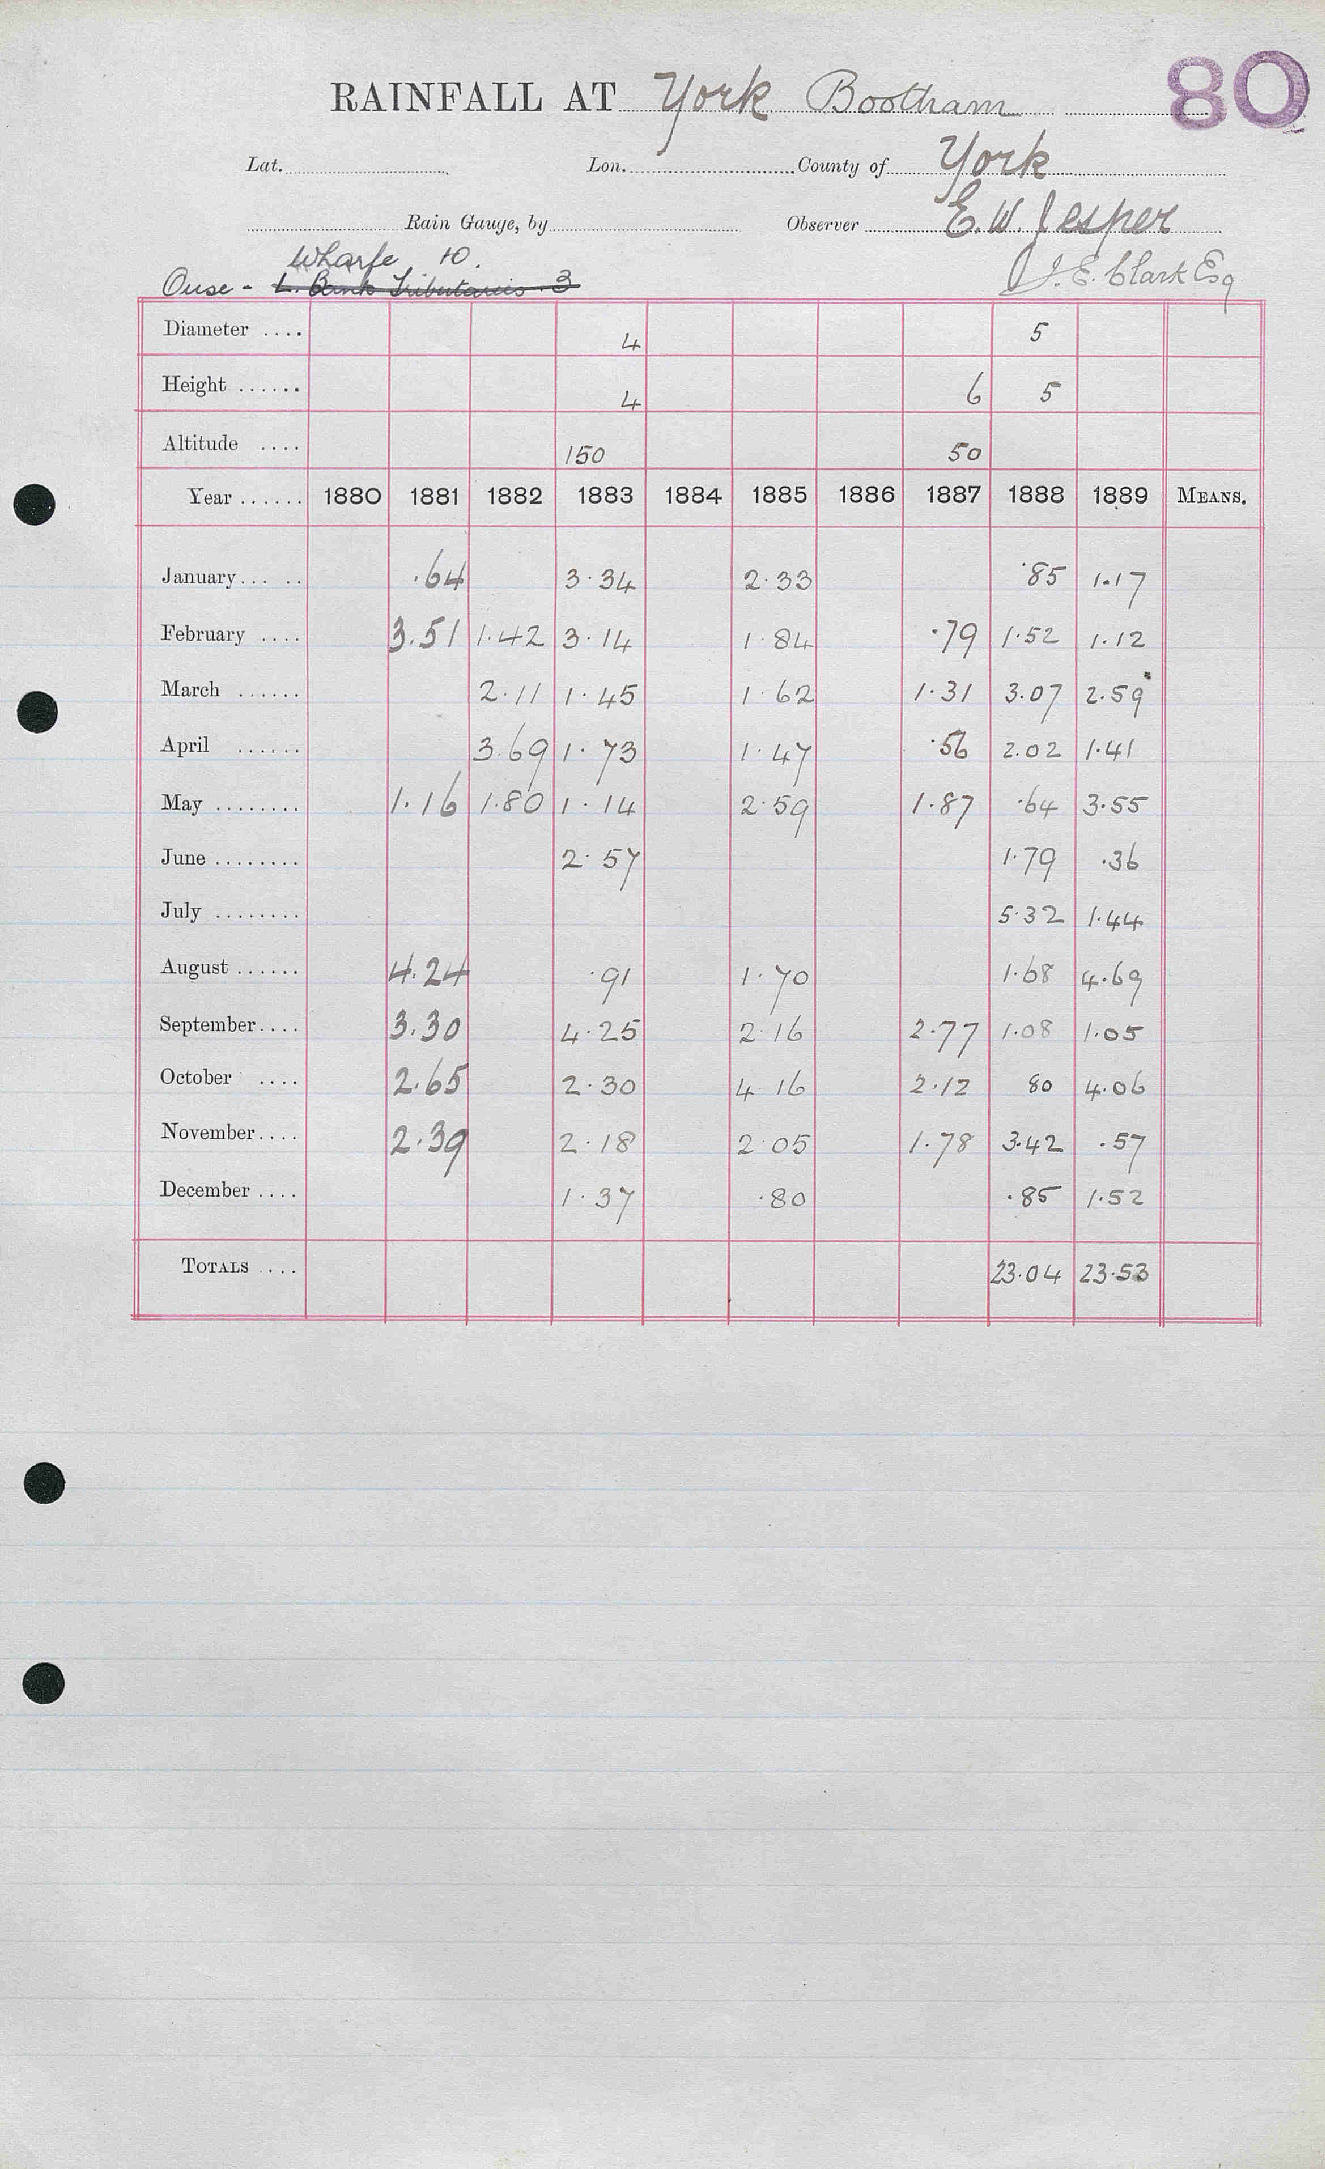 80
RAINFALL AT York Bootham
Lat. Lon. County of York
Rain Gauge, by Observer E. W. Jesper
Wharfe 10.
Ouse - L. Bank Tributaries 3 J. E. Clark Esq
Diameter .... 4 5
Height ...... 4 6 5
Altitude .... 150 50
Year ...... 1880 1881 1882 1883 1884 1885 1886 1887 1888 1889 MEANS.
January... .. .64 3.34 2.33 .85 1.17
February .... 3.51 1.42 3.14 1.84 .79 1.52 1.12
March ...... 2.11 1.45 1.62 1.31 3.07 2.59
April ...... 3.69 1.73 1.47 .56 2.02 1.41
May ........ 1.16 1.80 1.14 2.59 1.87 .64 3.55
June ........ 2.57 1.79 .36
July ........ 5.32 1.44
August ...... 4.24 .91 1.70 1.68 4.69
September.... 3.30 4.25 2.16 2.77 1.08 1.05
October .... 2.65 2.30 4 16 2.12 80 4.06
November.... 2.39 2.18 2.05 1.78 3.42 .57
December .... 1.37 .80 .85 1.52
TOTALS .... 23.04 23.53